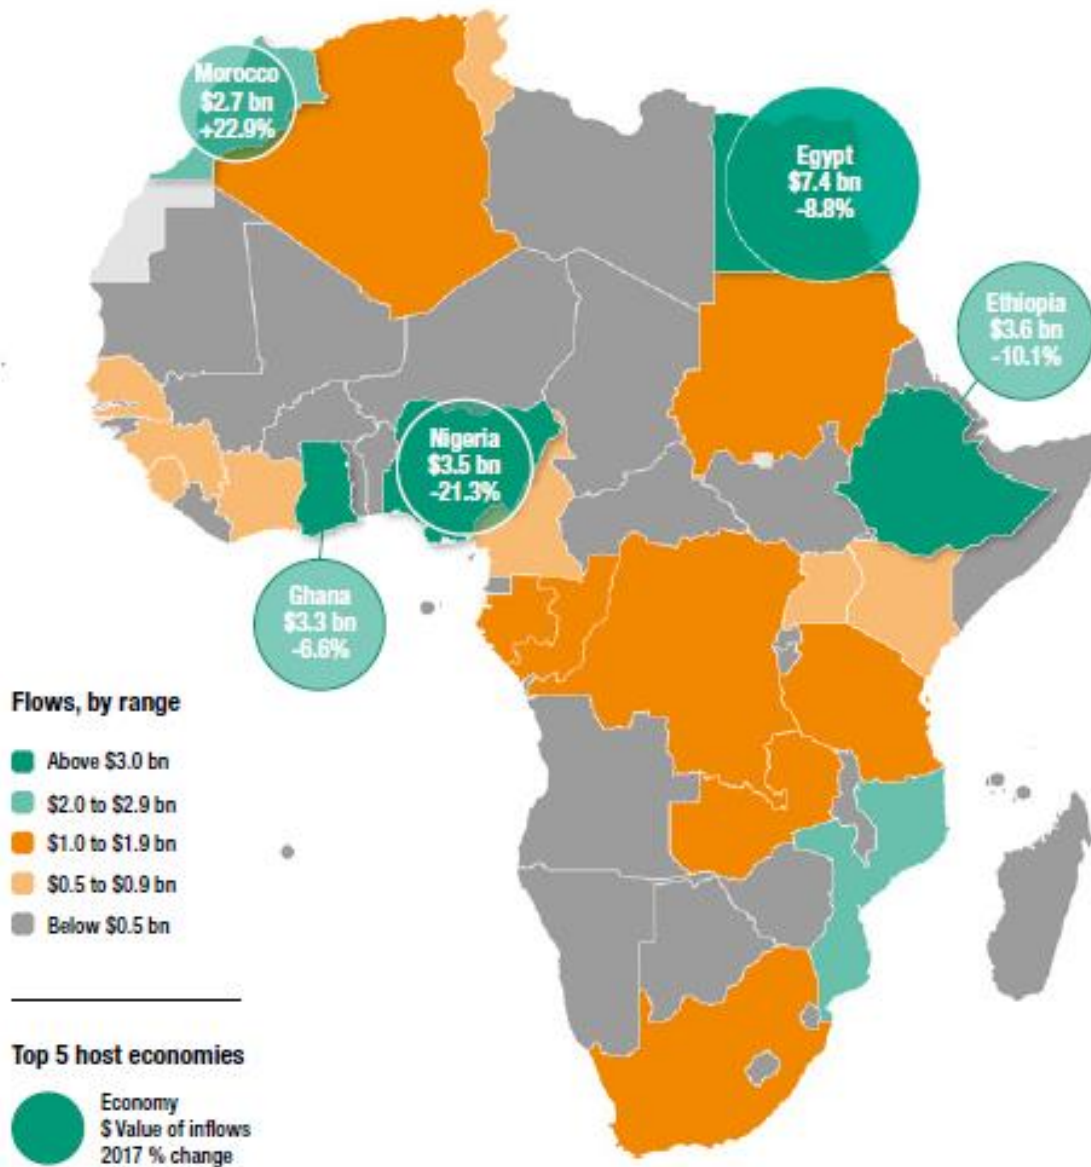 Morocco
$2.7 bn
+22.9%
Egypt
$7.4 bn
-8.8%
Ethiopia
$3.6 bn
-10.1%
Nigeria
$3.5 bn
-21.3%
Ghana
$3.3 bn
-6.6%
Flows, by range
Above $3.0 bn
$2.0 to $2.9 bn
$1.0 to $1.9 bn
$0.5 to $0.9 bn
Below $0.5 bn
Top 5 host economies
Economy
$ Value of inflows
2017 % change